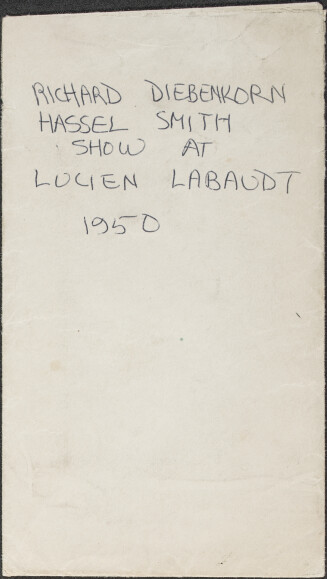 RICHARD DIEBENKORN
HASSEL SMITH
SHOW AT
LUCIEN LABAUDT
1950